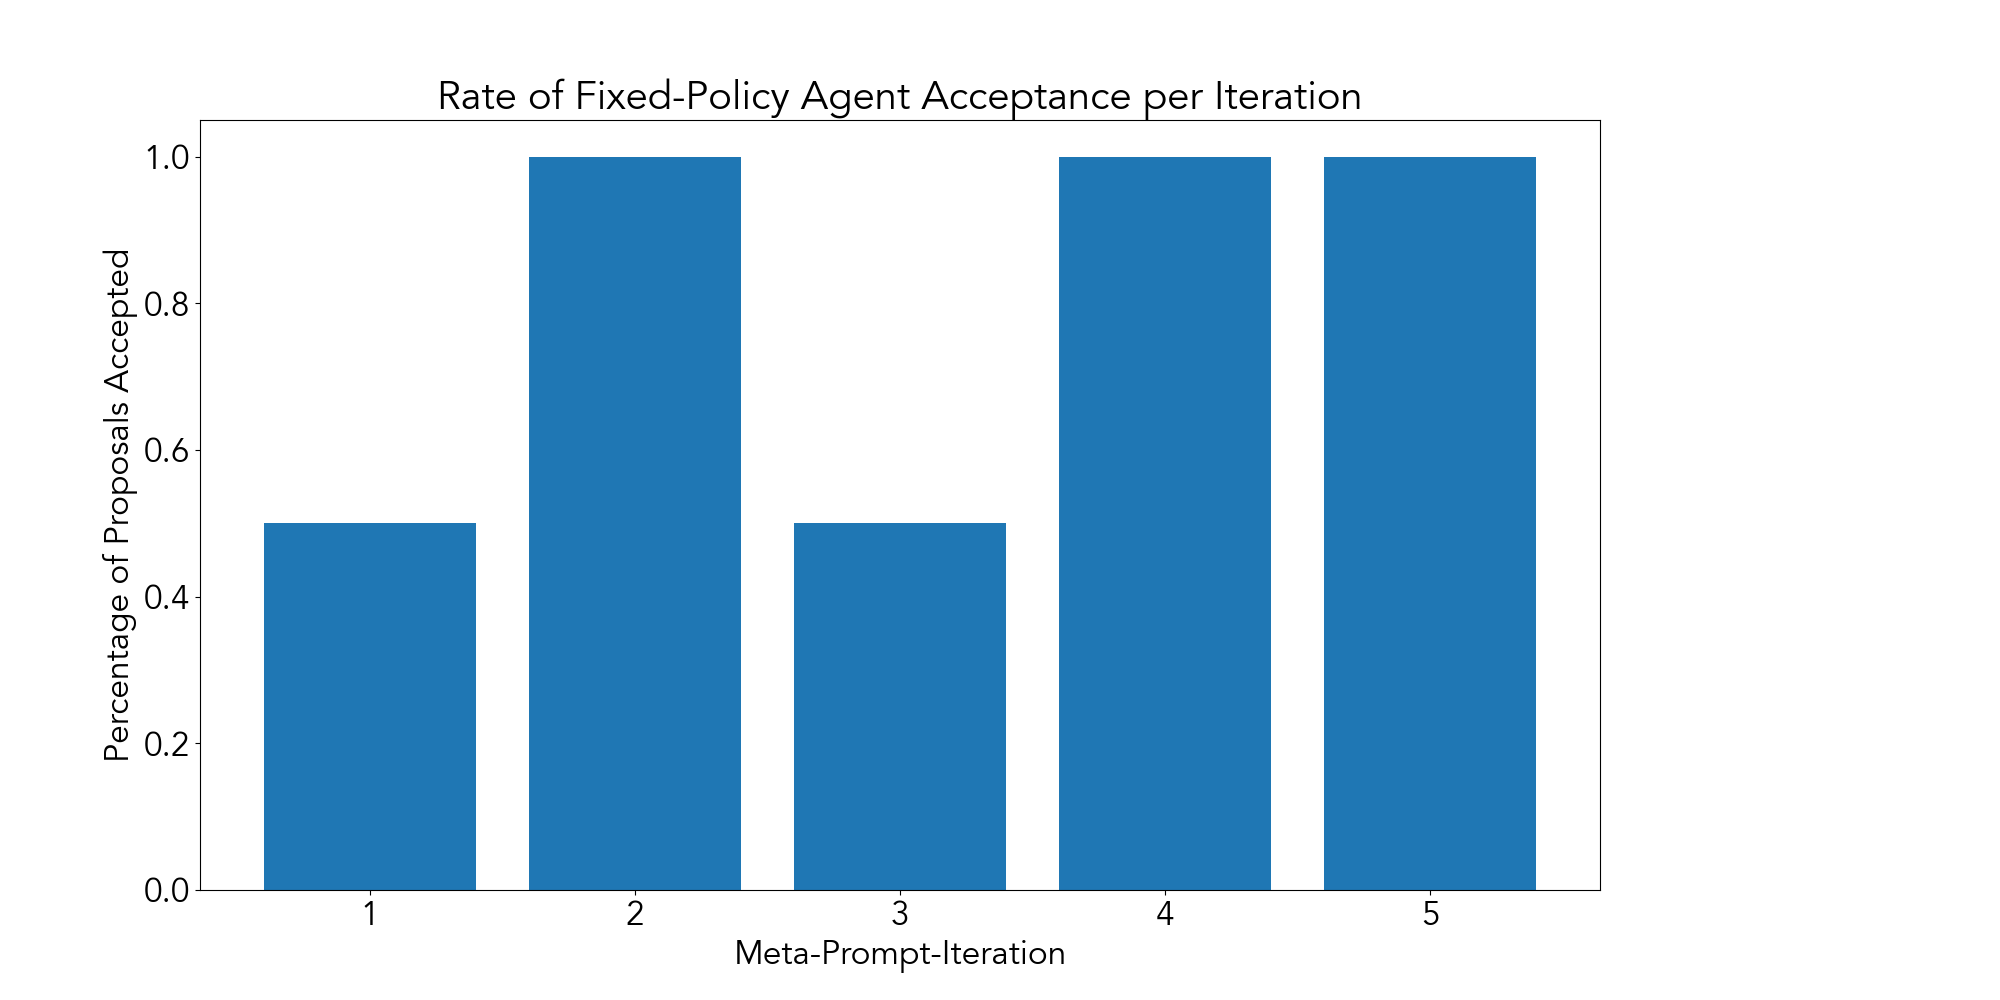 Rate of Fixed-Policy Agent Acceptance per Iteration
Percentage of Proposals Accepted
1.0
0.8
0.6
0.4
0.2
0.0
1 2 3 4 5
Meta-Prompt-Iteration